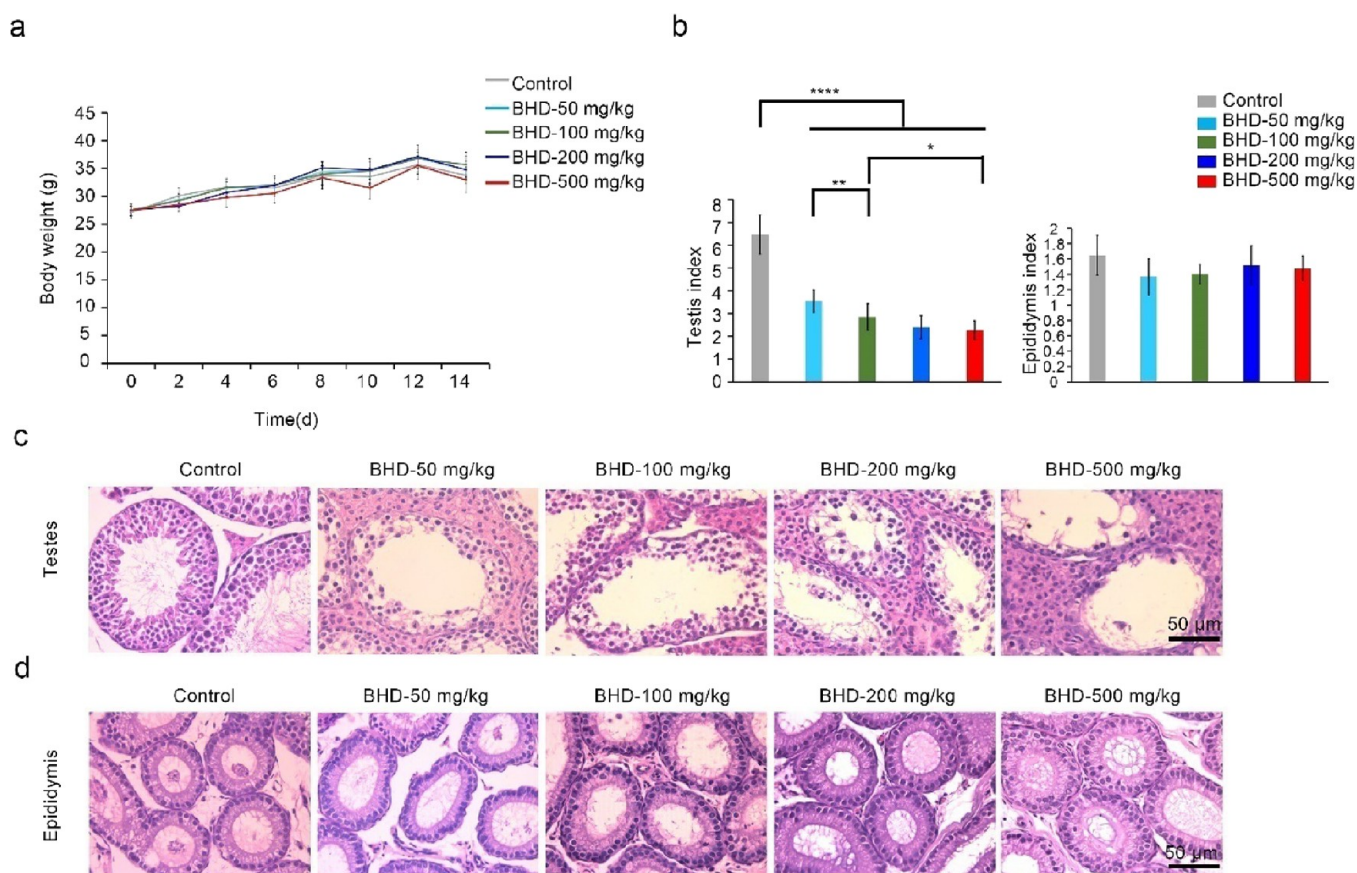 a
Control
BHD-50 mg/kg
BHD-100 mg/kg
BHD-200 mg/kg
BHD-500 mg/kg
Body weight (g)
45
40
35
30
25
20
15
10
5
0
0 2 4 6 8 10 12 14
Time(d)
b
****
*
**
Control
BHD-50 mg/kg
BHD-100 mg/kg
BHD-200 mg/kg
BHD-500 mg/kg
Testis index
8
7
6
5
4
3
2
1
0
Epididymis index
2
1.8
1.6
1.4
1.2
1
0.8
0.6
0.4
0.2
0
c
Control BHD-50 mg/kg BHD-100 mg/kg BHD-200 mg/kg BHD-500 mg/kg
Testes
50 µm
d
Control BHD-50 mg/kg BHD-100 mg/kg BHD-200 mg/kg BHD-500 mg/kg
Epididymis
50 µm